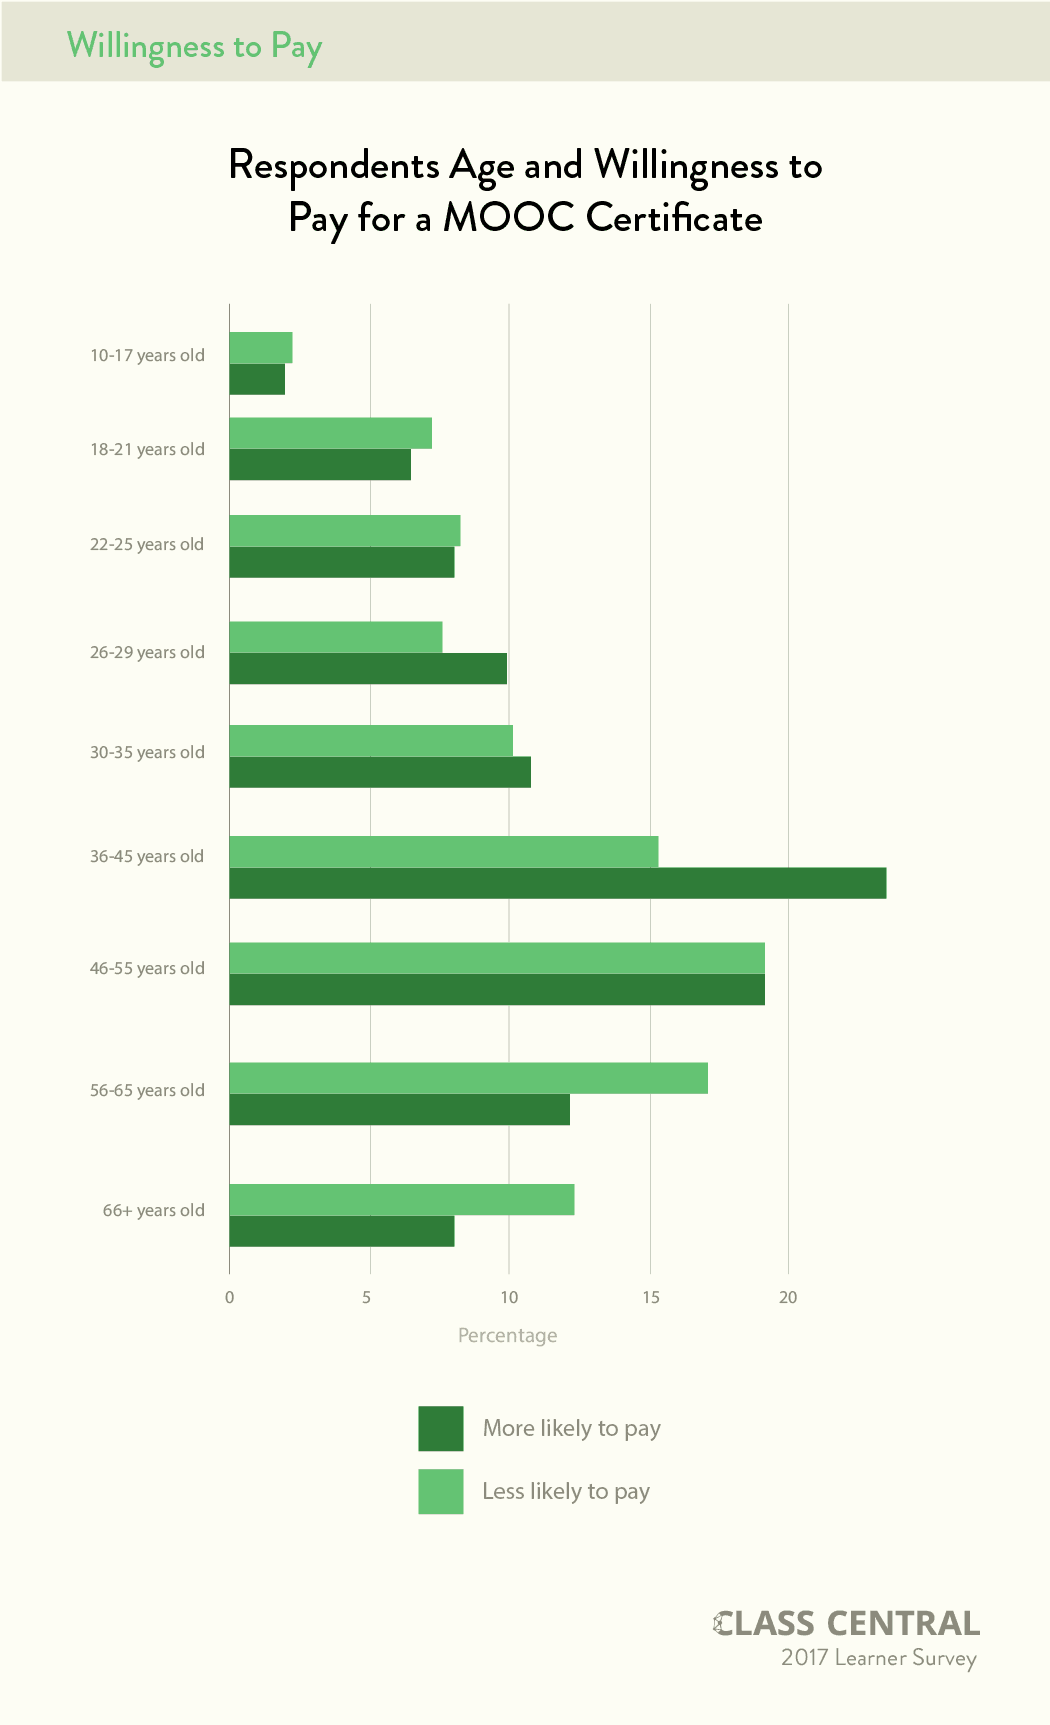 Willingness to Pay
Respondents Age and Willingness to
Pay for a MOOC Certificate
10-17 years old
18-21 years old
22-25 years old
26-29 years old
30-35 years old
36-45 years old
46-55 years old
56-65 years old
66+ years old
0 5 10 15 20
Percentage
More likely to pay
Less likely to pay
CLASS CENTRAL
2017 Learner Survey